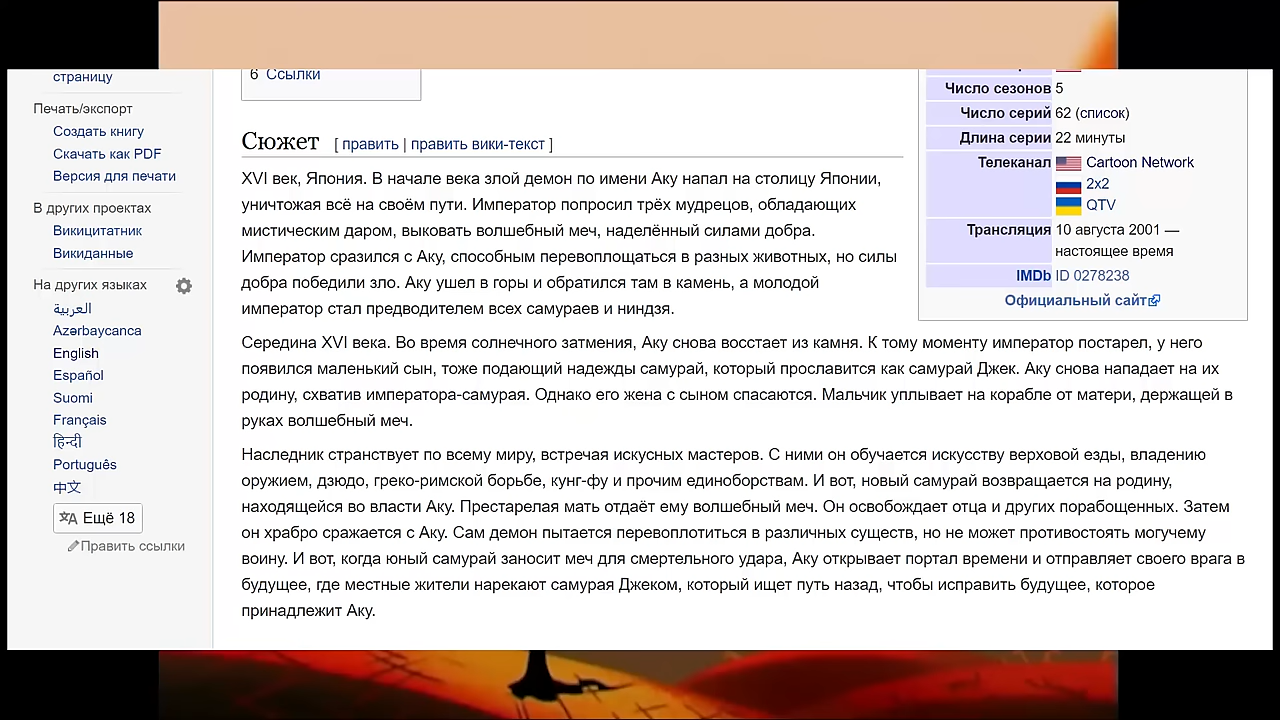 страницу
Печать/экспорт
Создать книгу
Скачать как PDF
Версия для печати
В других проектах
Викицитатник
Викиданные
На других языках
العربية
Azərbaycanca
English
Español
Suomi
Français
हिन्दी
Português
中文
Ещё 18
Править ссылки
6 Ссылки
Сюжет [ править | править вики-текст ]
XVI век, Япония. В начале века злой демон по имени Аку напал на столицу Японии,
уничтожая всё на своём пути. Император попросил трёх мудрецов, обладающих
мистическим даром, выковать волшебный меч, наделённый силами добра.
Император сразился с Аку, способным перевоплощаться в разных животных, но силы
добра победили зло. Аку ушел в горы и обратился там в камень, а молодой
император стал предводителем всех самураев и ниндзя.
Середина XVI века. Во время солнечного затмения, Аку снова восстает из камня. К тому моменту император постарел, у него
появился маленький сын, тоже подающий надежды самурай, который прославится как самурай Джек. Аку снова нападает на их
родину, схватив императора-самурая. Однако его жена с сыном спасаются. Мальчик уплывает на корабле от матери, держащей в
руках волшебный меч.
Наследник странствует по всему миру, встречая искусных мастеров. С ними он обучается искусству верховой езды, владению
оружием, дзюдо, греко-римской борьбе, кунг-фу и прочим единоборствам. И вот, новый самурай возвращается на родину,
находящейся во власти Аку. Престарелая мать отдаёт ему волшебный меч. Он освобождает отца и других порабощенных. Затем
он храбро сражается с Аку. Сам демон пытается перевоплотиться в различных существ, но не может противостоять могучему
воину. И вот, когда юный самурай заносит меч для смертельного удара, Аку открывает портал времени и отправляет своего врага в
будущее, где местные жители нарекают самурая Джеком, который ищет путь назад, чтобы исправить будущее, которое
принадлежит Аку.
Число сезонов 5
Число серий 62 (список)
Длина серии 22 минуты
Телеканал Cartoon Network
2x2
QTV
Трансляция 10 августа 2001 —
настоящее время
IMDb ID 0278238
Официальный сайт